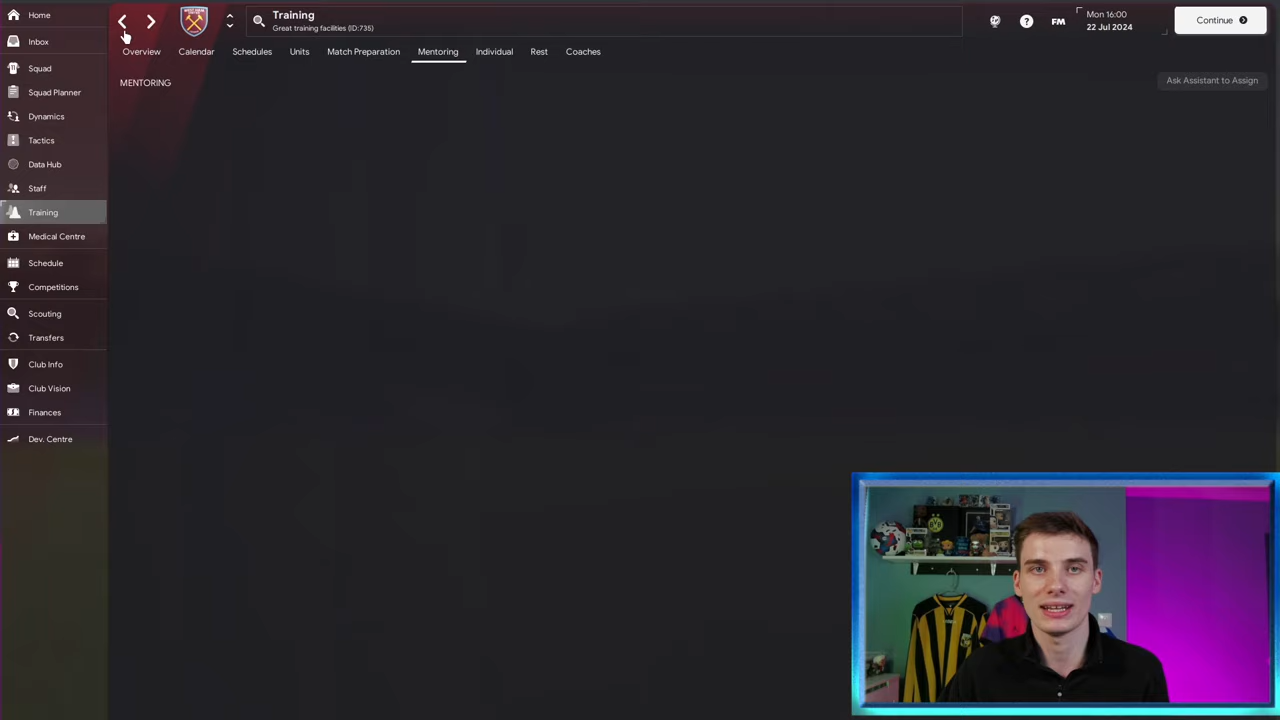 Home
Inbox
Squad
Squad Planner
Dynamics
Tactics
Data Hub
Staff
Training
Medical Centre
Schedule
Competitions
Scouting
Transfers
Club Info
Club Vision
Finances
Dev. Centre
Training
Great training facilities (ID:735)
FM
Mon 16:00
22 Jul 2024
Continue
Overview Calendar Schedules Units Match Preparation Mentoring Individual Rest Coaches
MENTORING
Ask Assistant to Assign
BVB